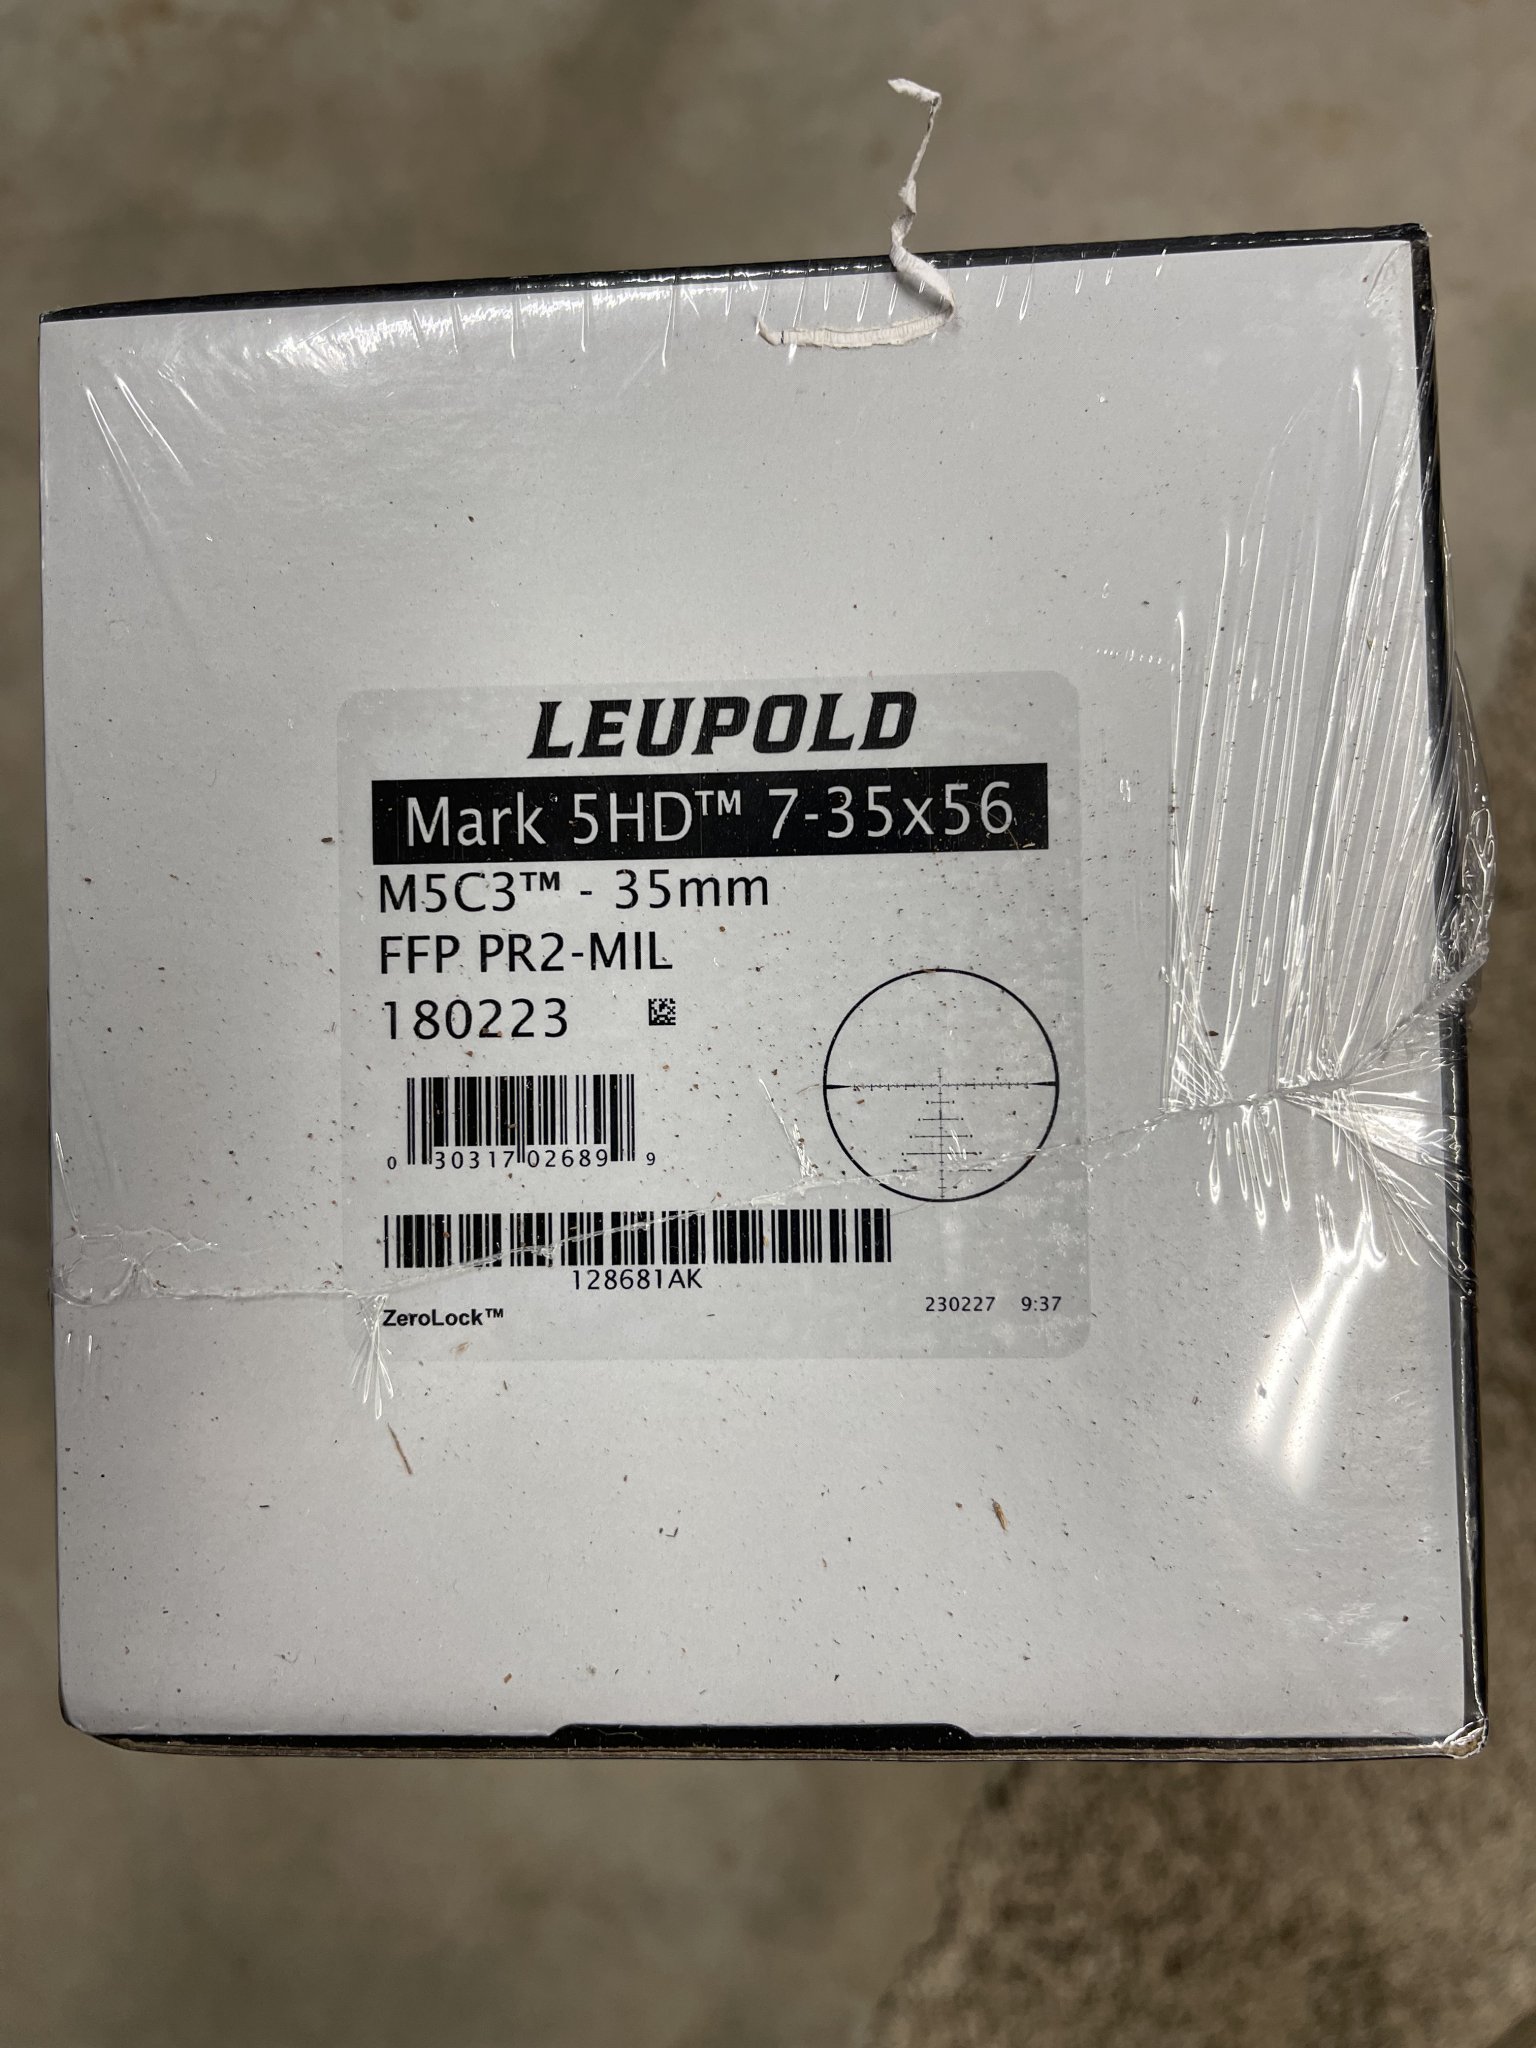 LEUPOLD
Mark 5HD™ 7-35x56
M5C3™ - 35mm
FFP PR2-MIL
180223
0 30317 02689 9
128681AK
ZeroLock™ 230227 9:37